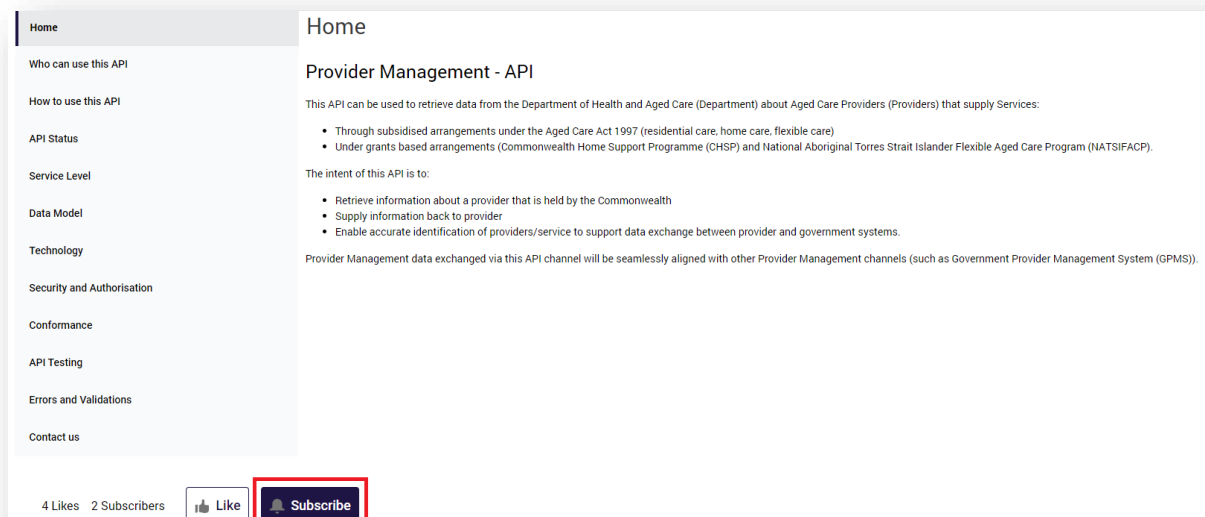 Home
Who can use this API
How to use this API
API Status
Service Level
Data Model
Technology
Security and Authorisation
Conformance
API Testing
Errors and Validations
Contact us
Home
Provider Management - API
This API can be used to retrieve data from the Department of Health and Aged Care (Department) about Aged Care Providers (Providers) that supply Services:
• Through subsidised arrangements under the Aged Care Act 1997 (residential care, home care, flexible care)
• Under grants based arrangements (Commonwealth Home Support Programme (CHSP) and National Aboriginal Torres Strait Islander Flexible Aged Care Program (NATSIFACP).
The intent of this API is to:
• Retrieve information about a provider that is held by the Commonwealth
• Supply information back to provider
• Enable accurate identification of providers/service to support data exchange between provider and government systems.
Provider Management data exchanged via this API channel will be seamlessly aligned with other Provider Management channels (such as Government Provider Management System (GPMS)).
4 Likes 2 Subscribers Like Subscribe